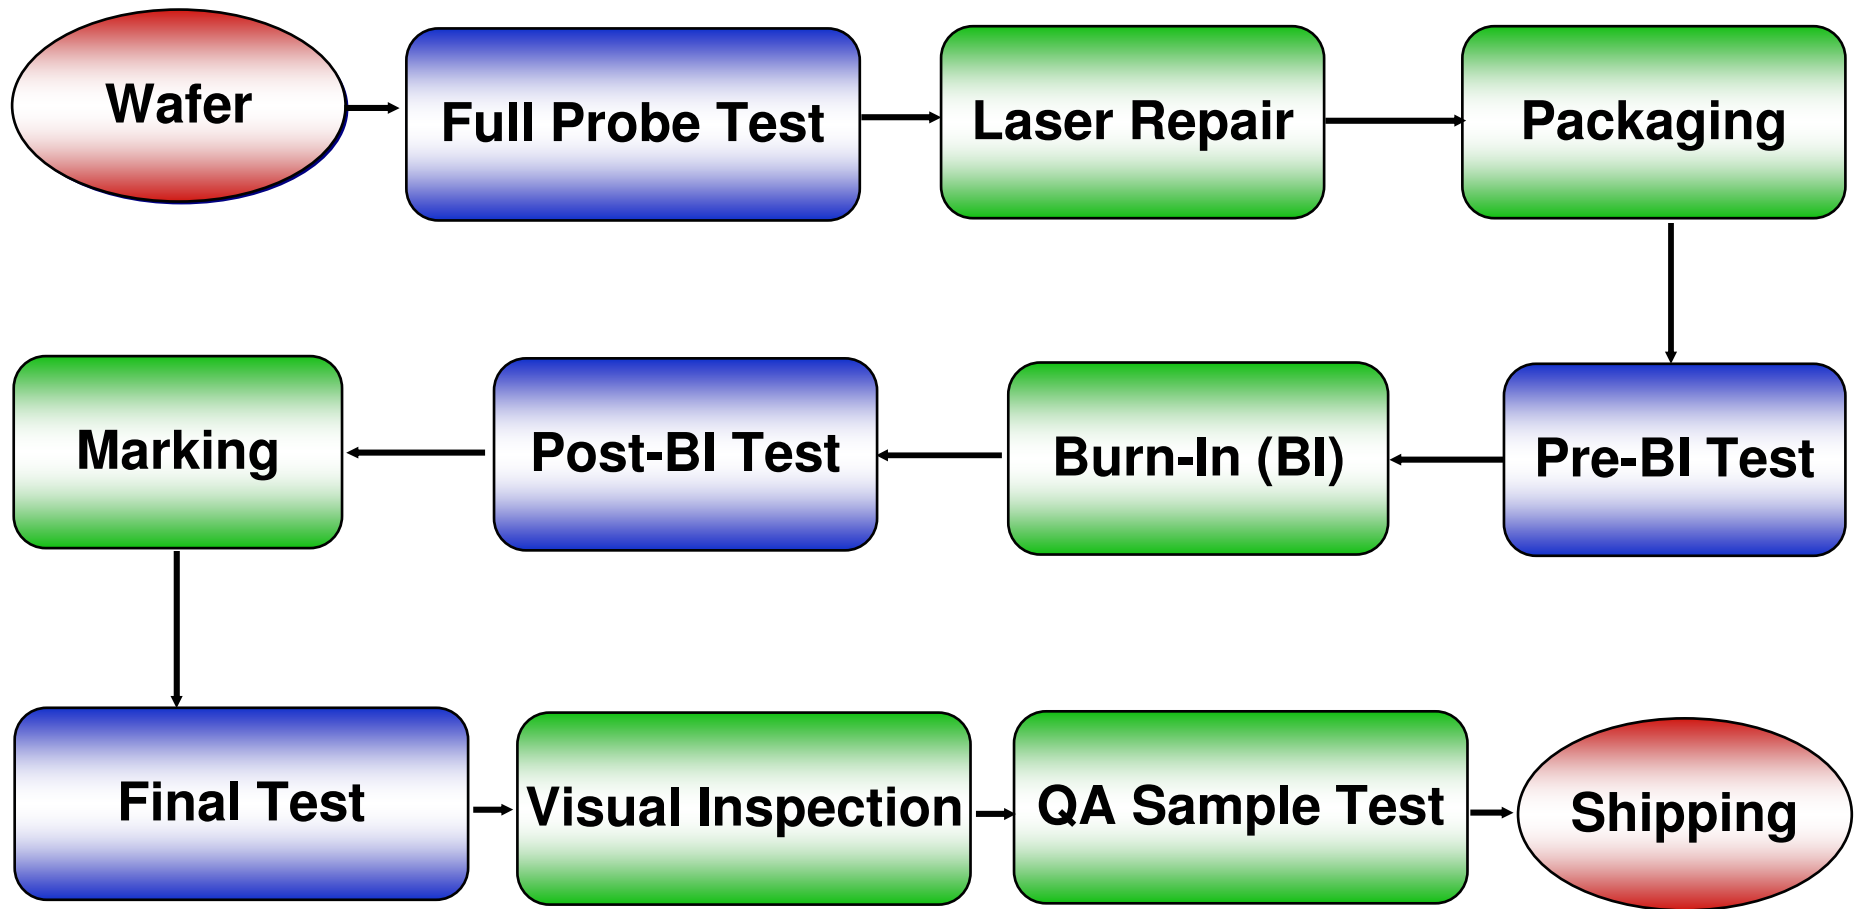 Wafer
Full Probe Test
Laser Repair
Packaging
Marking
Post-BI Test
Burn-In (BI)
Pre-BI Test
Final Test
Visual Inspection
QA Sample Test
Shipping